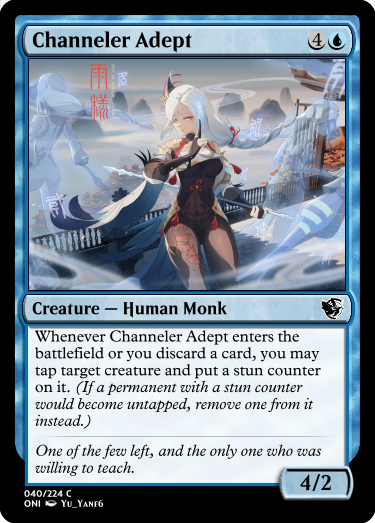 Channeler Adept 4
雨樣
Creature — Human Monk
Whenever Channeler Adept enters the
battlefield or you discard a card, you may
tap target creature and put a stun counter
on it. (If a permanent with a stun counter
would become untapped, remove one from it
instead.)
One of the few left, and the only one who was
willing to teach.
4/2
040/224 C
ONI Yu_Yanf6